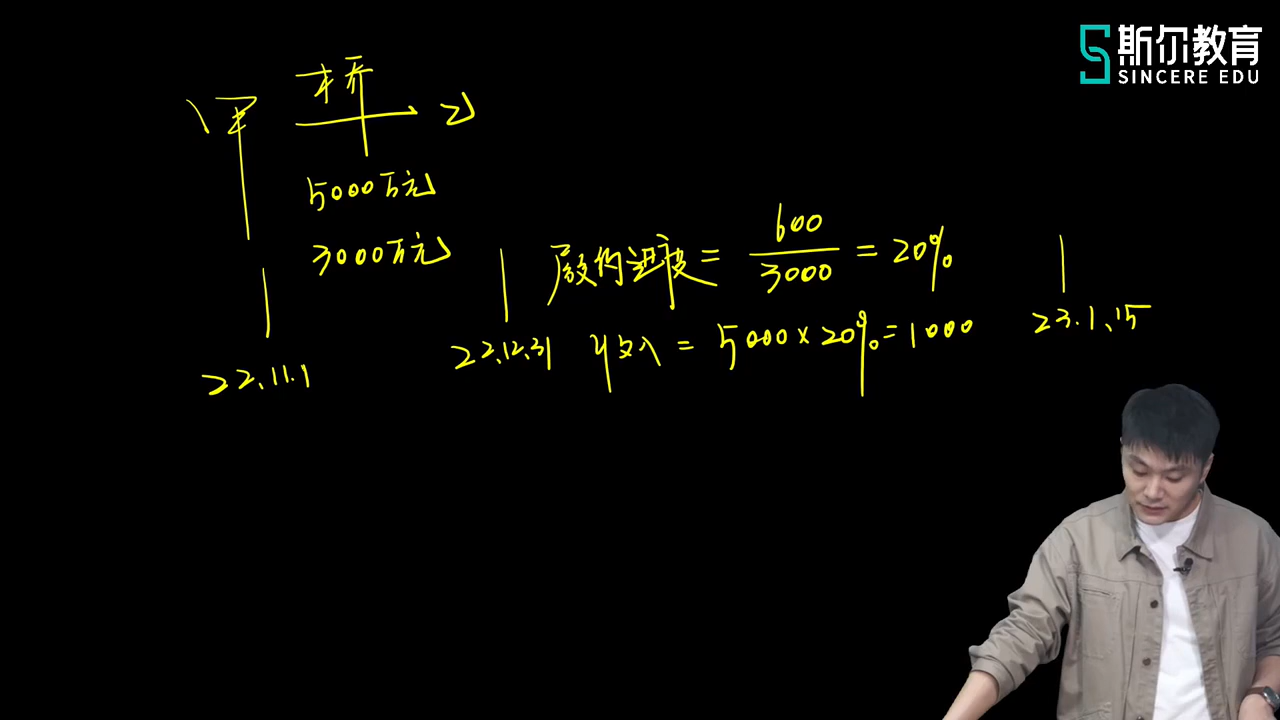 斯尔教育
SINCERE EDU
甲 桥 乙
5000万元
3000万元
履约进度 = 600/3000 = 20%
收入 = 5000×20%=1000
22.11.1
22.12.31
23.1.15